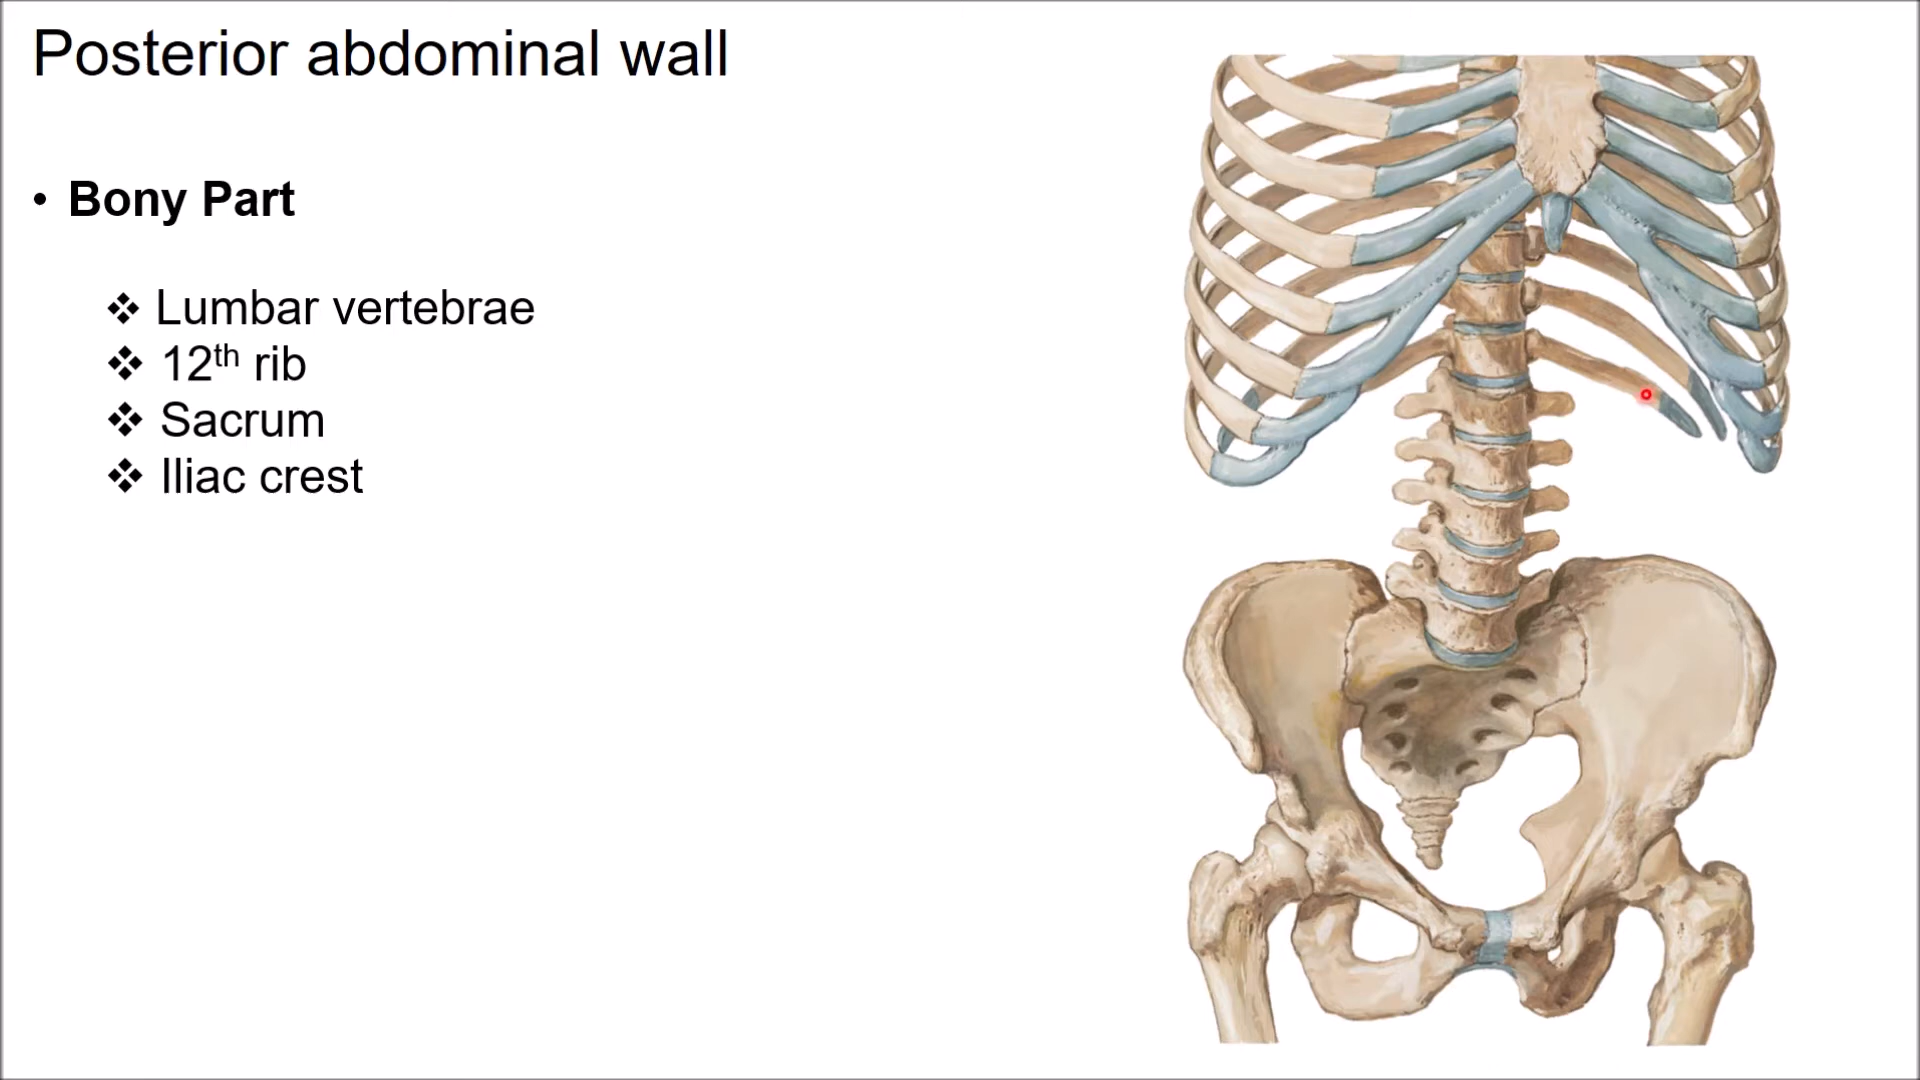 Posterior abdominal wall
• Bony Part
❖ Lumbar vertebrae
❖ 12th rib
❖ Sacrum
❖ Iliac crest